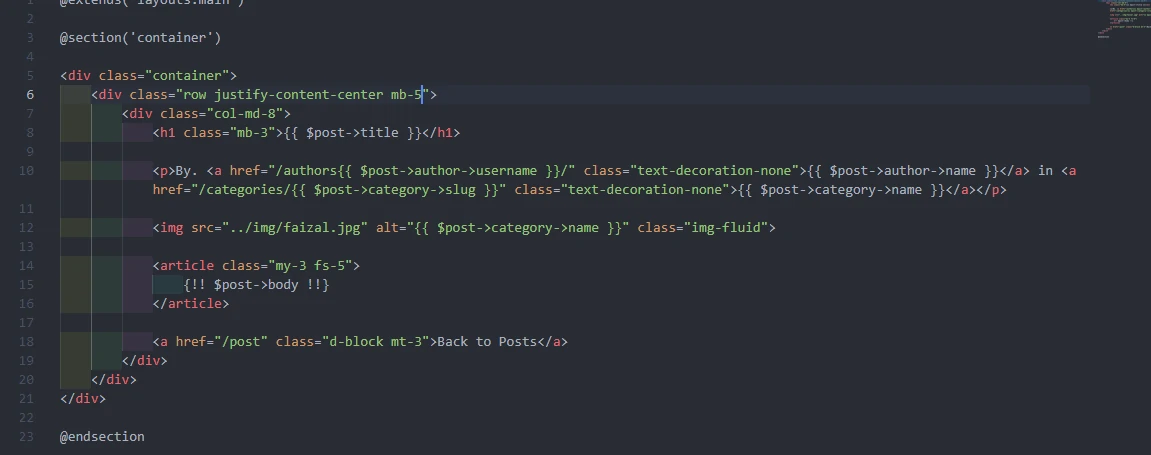 1 @extends('layouts.main')
2
3 @section('container')
4
5 <div class="container">
6 <div class="row justify-content-center mb-5">
7 <div class="col-md-8">
8 <h1 class="mb-3">{{ $post->title }}</h1>
9
10 <p>By. <a href="/authors{{ $post->author->username }}/" class="text-decoration-none">{{ $post->author->name }}</a> in <a
href="/categories/{{ $post->category->slug }}" class="text-decoration-none">{{ $post->category->name }}</a></p>
11
12 <img src="../img/faizal.jpg" alt="{{ $post->category->name }}" class="img-fluid">
13
14 <article class="my-3 fs-5">
15 {!! $post->body !!}
16 </article>
17
18 <a href="/post" class="d-block mt-3">Back to Posts</a>
19 </div>
20 </div>
21 </div>
22
23 @endsection